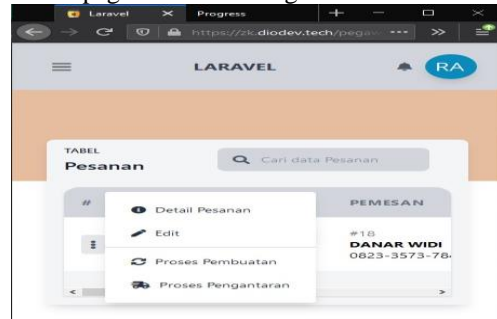 Laravel
Progress
https://zk.diodev.tech/pega
LARAVEL
RA
TABEL
Pesanan
Cari data Pesanan
#
PEMESAN
Detail Pesanan
Edit
Proses Pembuatan
Proses Pengantaran
#18
DANAR WIDI
0823-3573-78